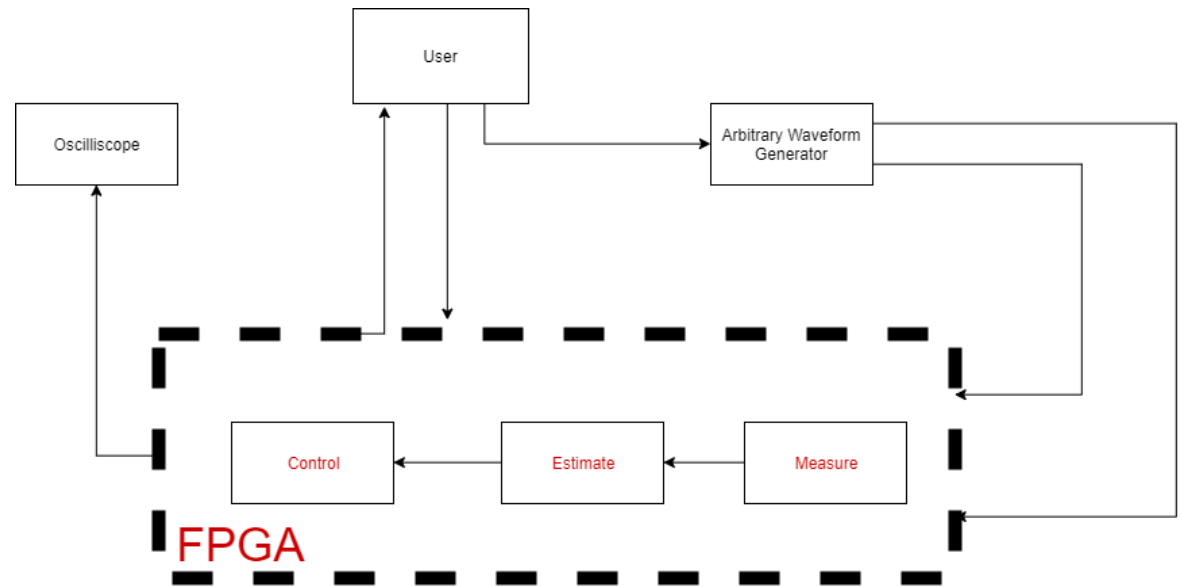 User
Oscilliscope
Arbitrary Waveform
Generator
Control
Estimate
Measure
FPGA